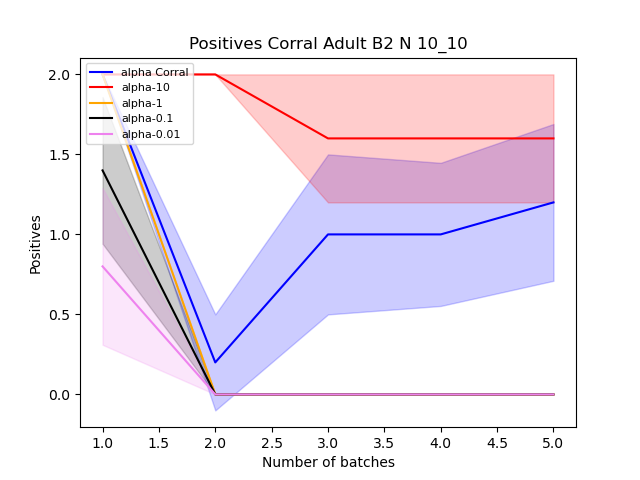 Positives Corral Adult B2 N 10_10
alpha Corral
alpha-10
alpha-1
alpha-0.1
alpha-0.01
Positives
2.0
1.5
1.0
0.5
0.0
1.0 1.5 2.0 2.5 3.0 3.5 4.0 4.5 5.0
Number of batches